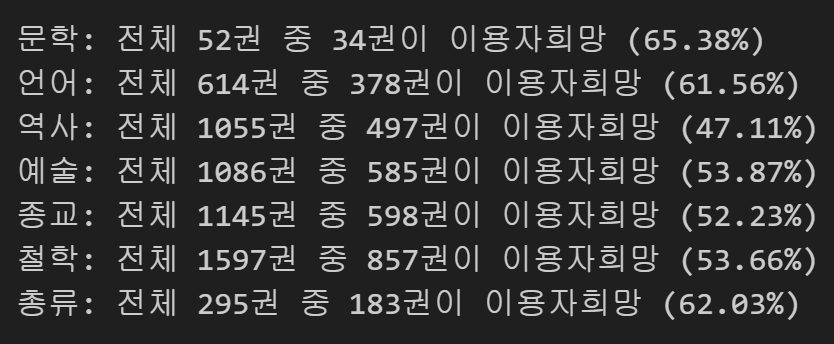 문학: 전체 52권 중 34권이 이용자희망 (65.38%)
언어: 전체 614권 중 378권이 이용자희망 (61.56%)
역사: 전체 1055권 중 497권이 이용자희망 (47.11%)
예술: 전체 1086권 중 585권이 이용자희망 (53.87%)
종교: 전체 1145권 중 598권이 이용자희망 (52.23%)
철학: 전체 1597권 중 857권이 이용자희망 (53.66%)
총류: 전체 295권 중 183권이 이용자희망 (62.03%)